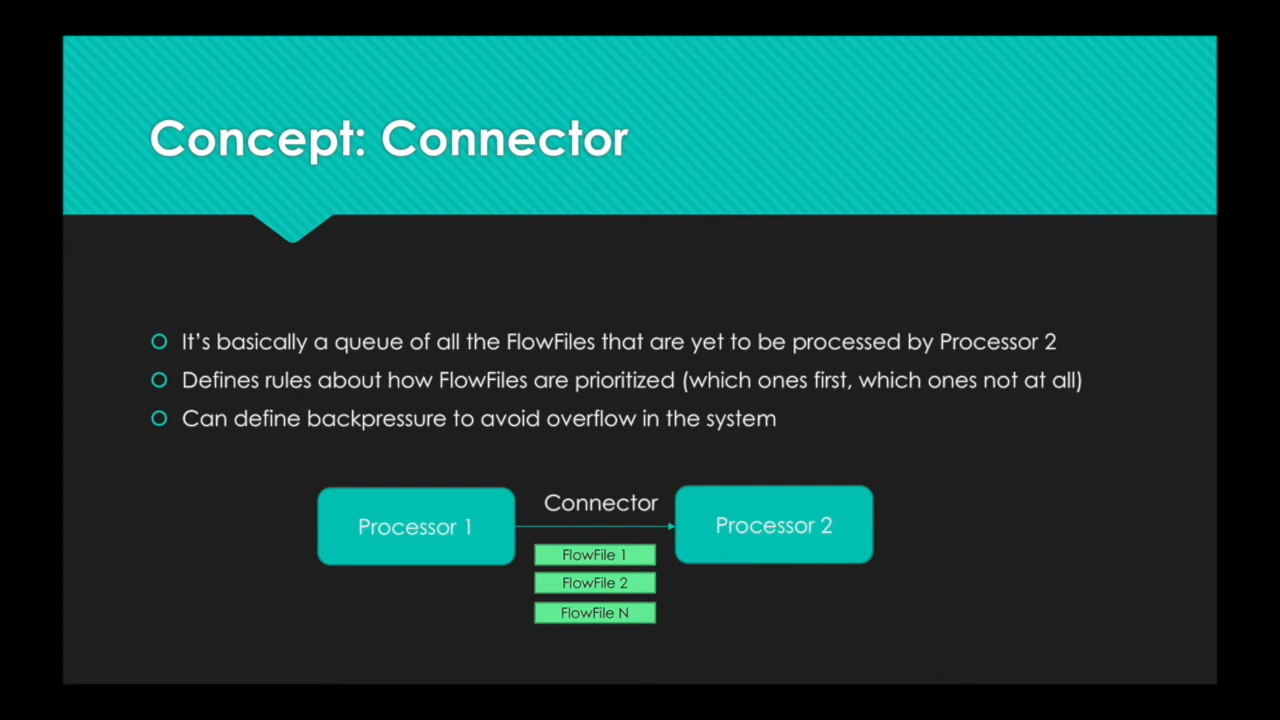 Concept: Connector
It's basically a queue of all the FlowFiles that are yet to be processed by Processor 2
Defines rules about how FlowFiles are prioritized (which ones first, which ones not at all)
Can define backpressure to avoid overflow in the system
Connector
Processor 1
Processor 2
FlowFile 1
FlowFile 2
FlowFile N